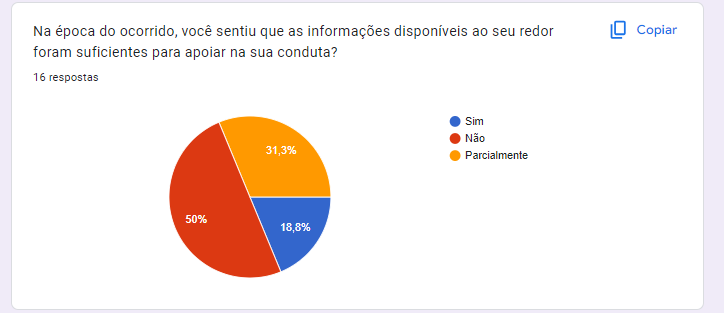 Na época do ocorrido, você sentiu que as informações disponíveis ao seu redor
foram suficientes para apoiar na sua conduta?
Copiar
16 respostas
Sim
Não
Parcialmente
31,3%
50%
18,8%